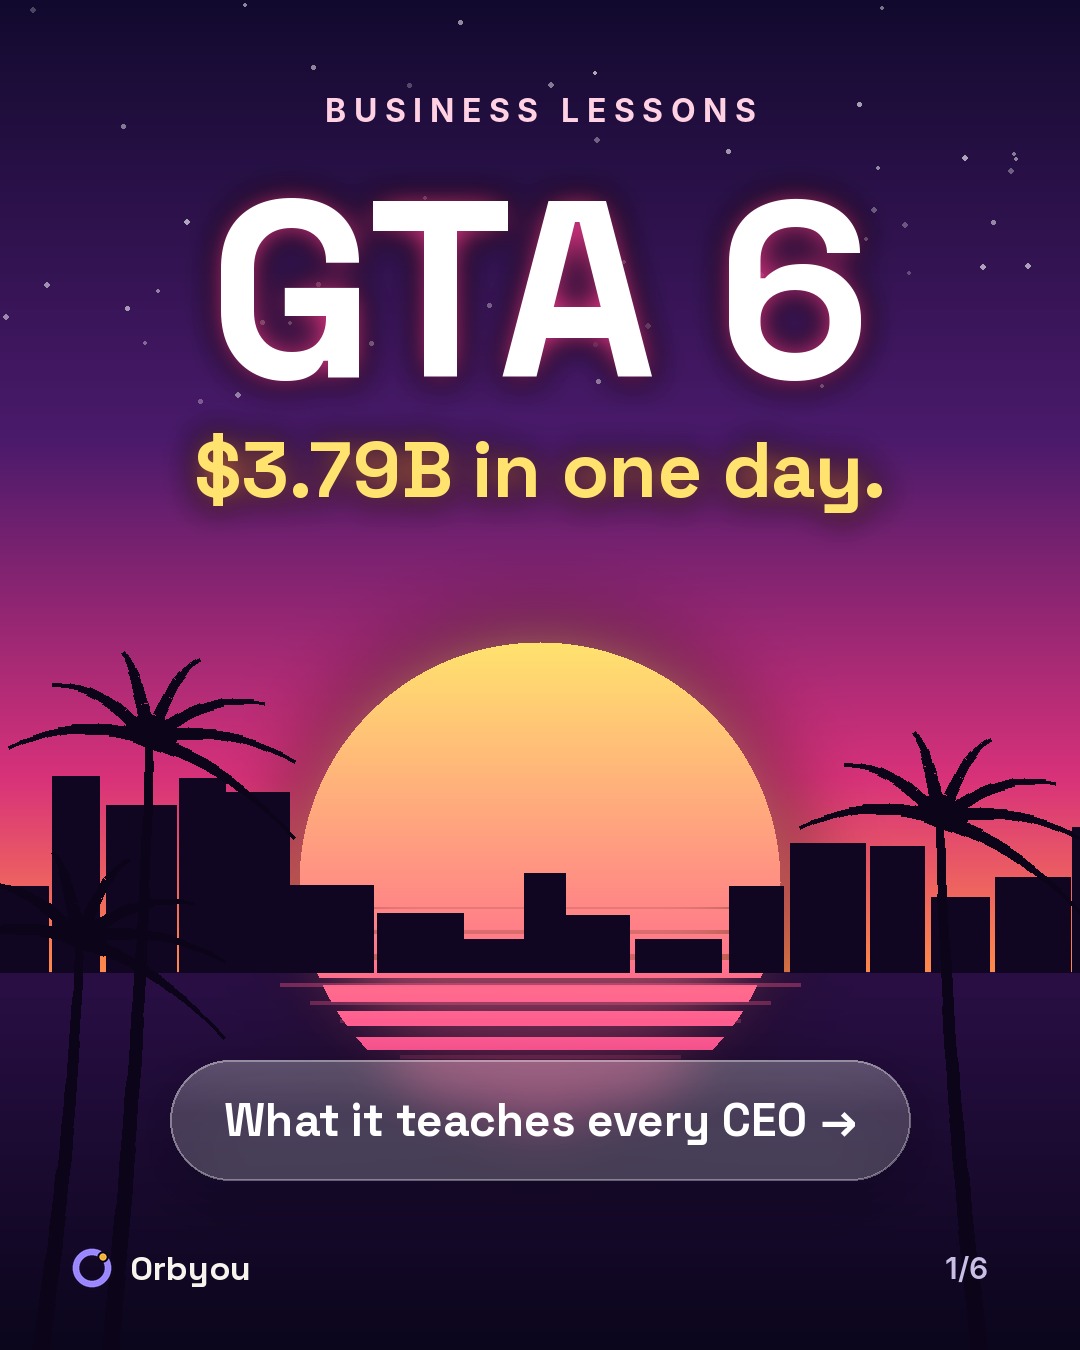 BUSINESS LESSONS
GTA 6
$3.79B in one day.
What it teaches every CEO →
Orbyou
1/6